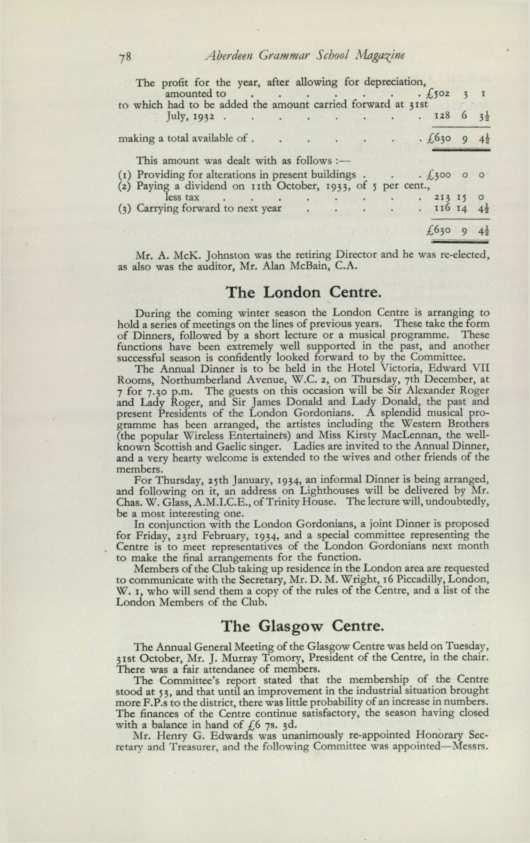 78 Aberdeen Grammar School Magazine
The profit for the year, after allowing for depreciation,
amounted to . . . . . . . £502 3 1
to which had to be added the amount carried forward at 31st
July, 1932 . . . . . . . . 128 6 3½
making a total available of . . . . . . . £630 9 4½
This amount was dealt with as follows :—
(1) Providing for alterations in present buildings . . . £300 0 0
(2) Paying a dividend on 11th October, 1933, of 5 per cent.,
less tax . . . . . . . . 213 15 0
(3) Carrying forward to next year . . . . . 116 14 4½
£630 9 4½
Mr. A. McK. Johnston was the retiring Director and he was re-elected,
as also was the auditor, Mr. Alan McBain, C.A.
The London Centre.
During the coming winter season the London Centre is arranging to
hold a series of meetings on the lines of previous years. These take the form
of Dinners, followed by a short lecture or a musical programme. These
functions have been extremely well supported in the past, and another
successful season is confidently looked forward to by the Committee.
The Annual Dinner is to be held in the Hotel Victoria, Edward VII
Rooms, Northumberland Avenue, W.C. 2, on Thursday, 7th December, at
7 for 7.30 p.m. The guests on this occasion will be Sir Alexander Roger
and Lady Roger, and Sir James Donald and Lady Donald, the past and
present Presidents of the London Gordonians. A splendid musical pro-
gramme has been arranged, the artistes including the Western Brothers
(the popular Wireless Entertainers) and Miss Kirsty MacLennan, the well-
known Scottish and Gaelic singer. Ladies are invited to the Annual Dinner,
and a very hearty welcome is extended to the wives and other friends of the
members.
For Thursday, 25th January, 1934, an informal Dinner is being arranged,
and following on it, an address on Lighthouses will be delivered by Mr.
Chas. W. Glass, A.M.I.C.E., of Trinity House. The lecture will, undoubtedly,
be a most interesting one.
In conjunction with the London Gordonians, a joint Dinner is proposed
for Friday, 23rd February, 1934, and a special committee representing the
Centre is to meet representatives of the London Gordonians next month
to make the final arrangements for the function.
Members of the Club taking up residence in the London area are requested
to communicate with the Secretary, Mr. D. M. Wright, 16 Piccadilly, London,
W. 1, who will send them a copy of the rules of the Centre, and a list of the
London Members of the Club.
The Glasgow Centre.
The Annual General Meeting of the Glasgow Centre was held on Tuesday,
31st October, Mr. J. Murray Tomory, President of the Centre, in the chair.
There was a fair attendance of members.
The Committee's report stated that the membership of the Centre
stood at 53, and that until an improvement in the industrial situation brought
more F.P.s to the district, there was little probability of an increase in numbers.
The finances of the Centre continue satisfactory, the season having closed
with a balance in hand of £6 7s. 3d.
Mr. Henry G. Edwards was unanimously re-appointed Honorary Sec-
retary and Treasurer, and the following Committee was appointed—Messrs.